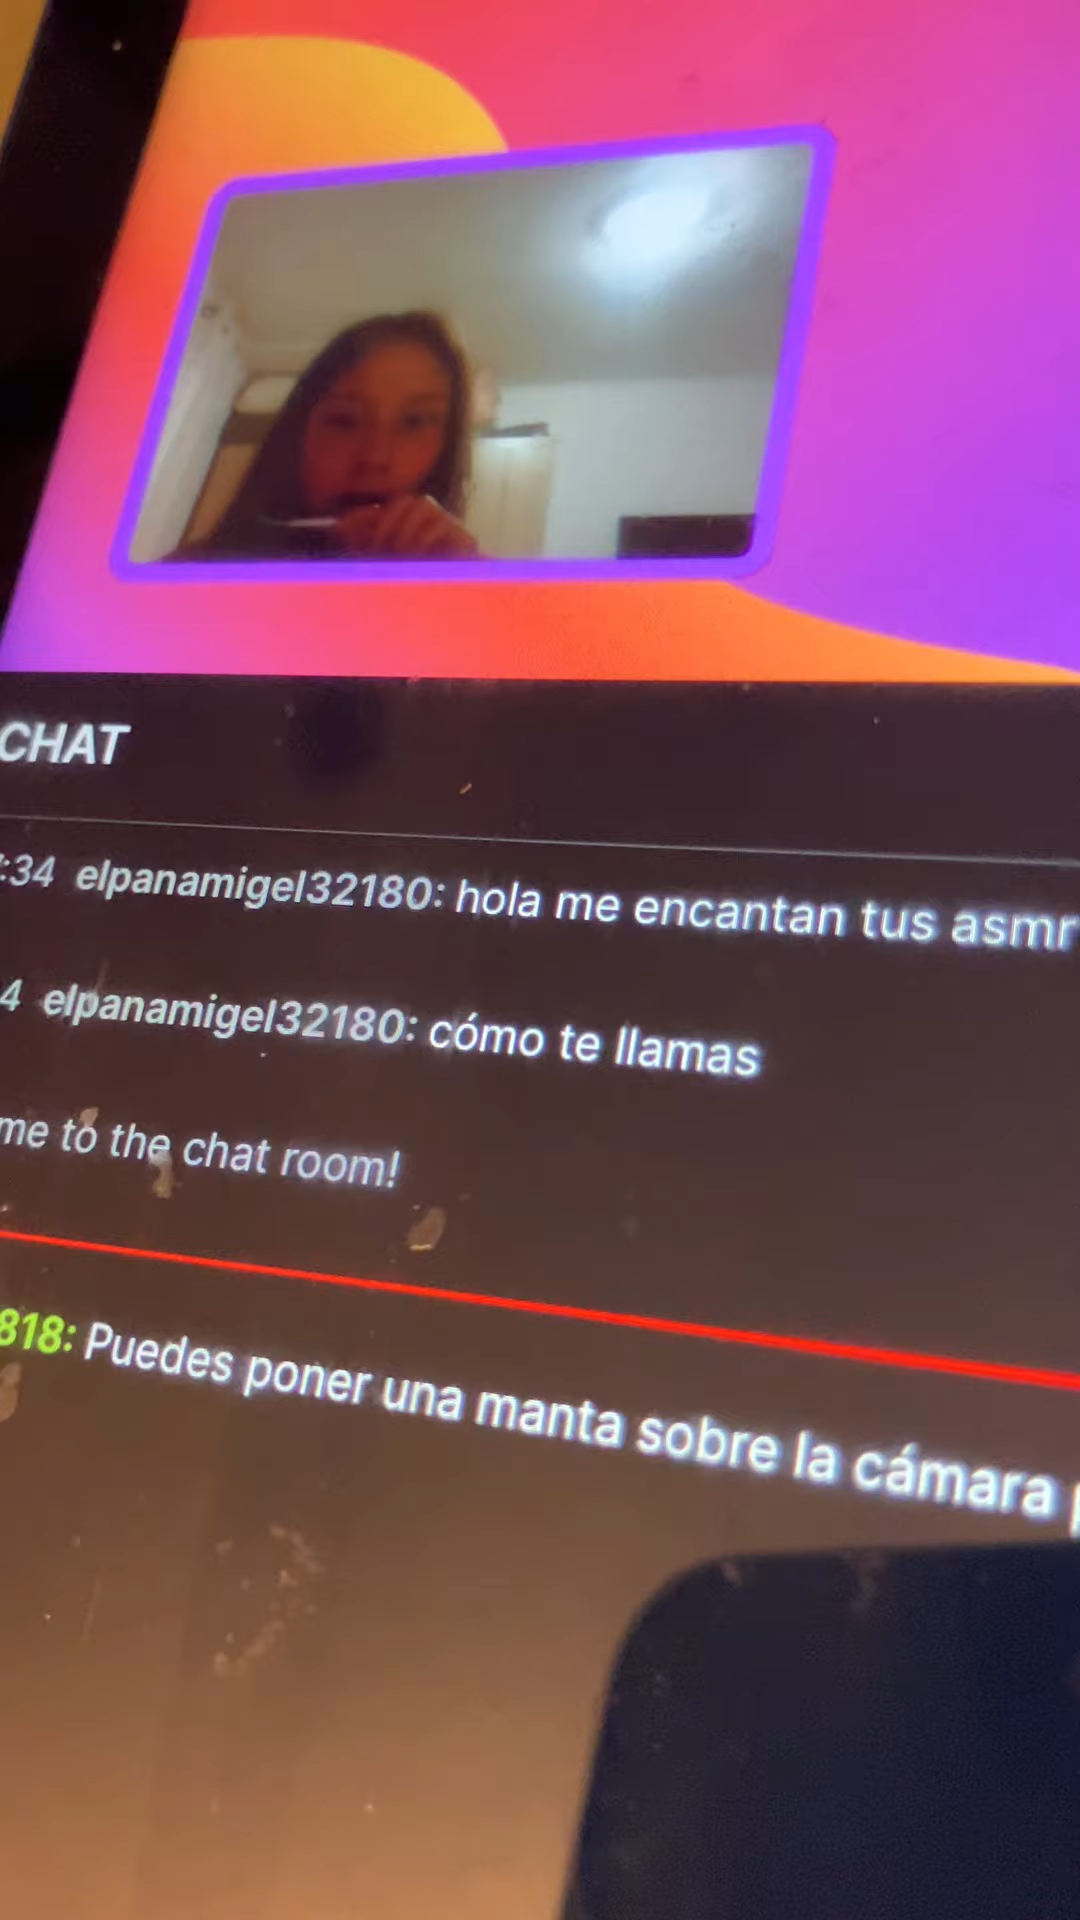 CHAT
:34 elpanamigel32180: hola me encantan tus asmr
4 elpanamigel32180: cómo te llamas
me to the chat room!
818: Puedes poner una manta sobre la cámara